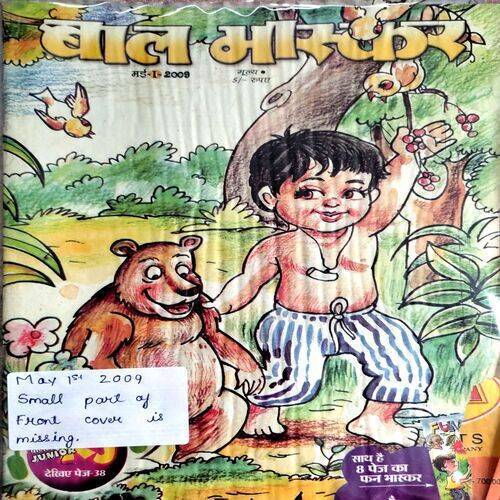 बाल भास्कर
मई-I-2009
मूल्य
5/- रुपए
May 1st 2009
Small part of
Front cover is
missing.
JUNIOR
देखिए पेज-38
साथ है
8 पेज का
फन भास्कर
FUN